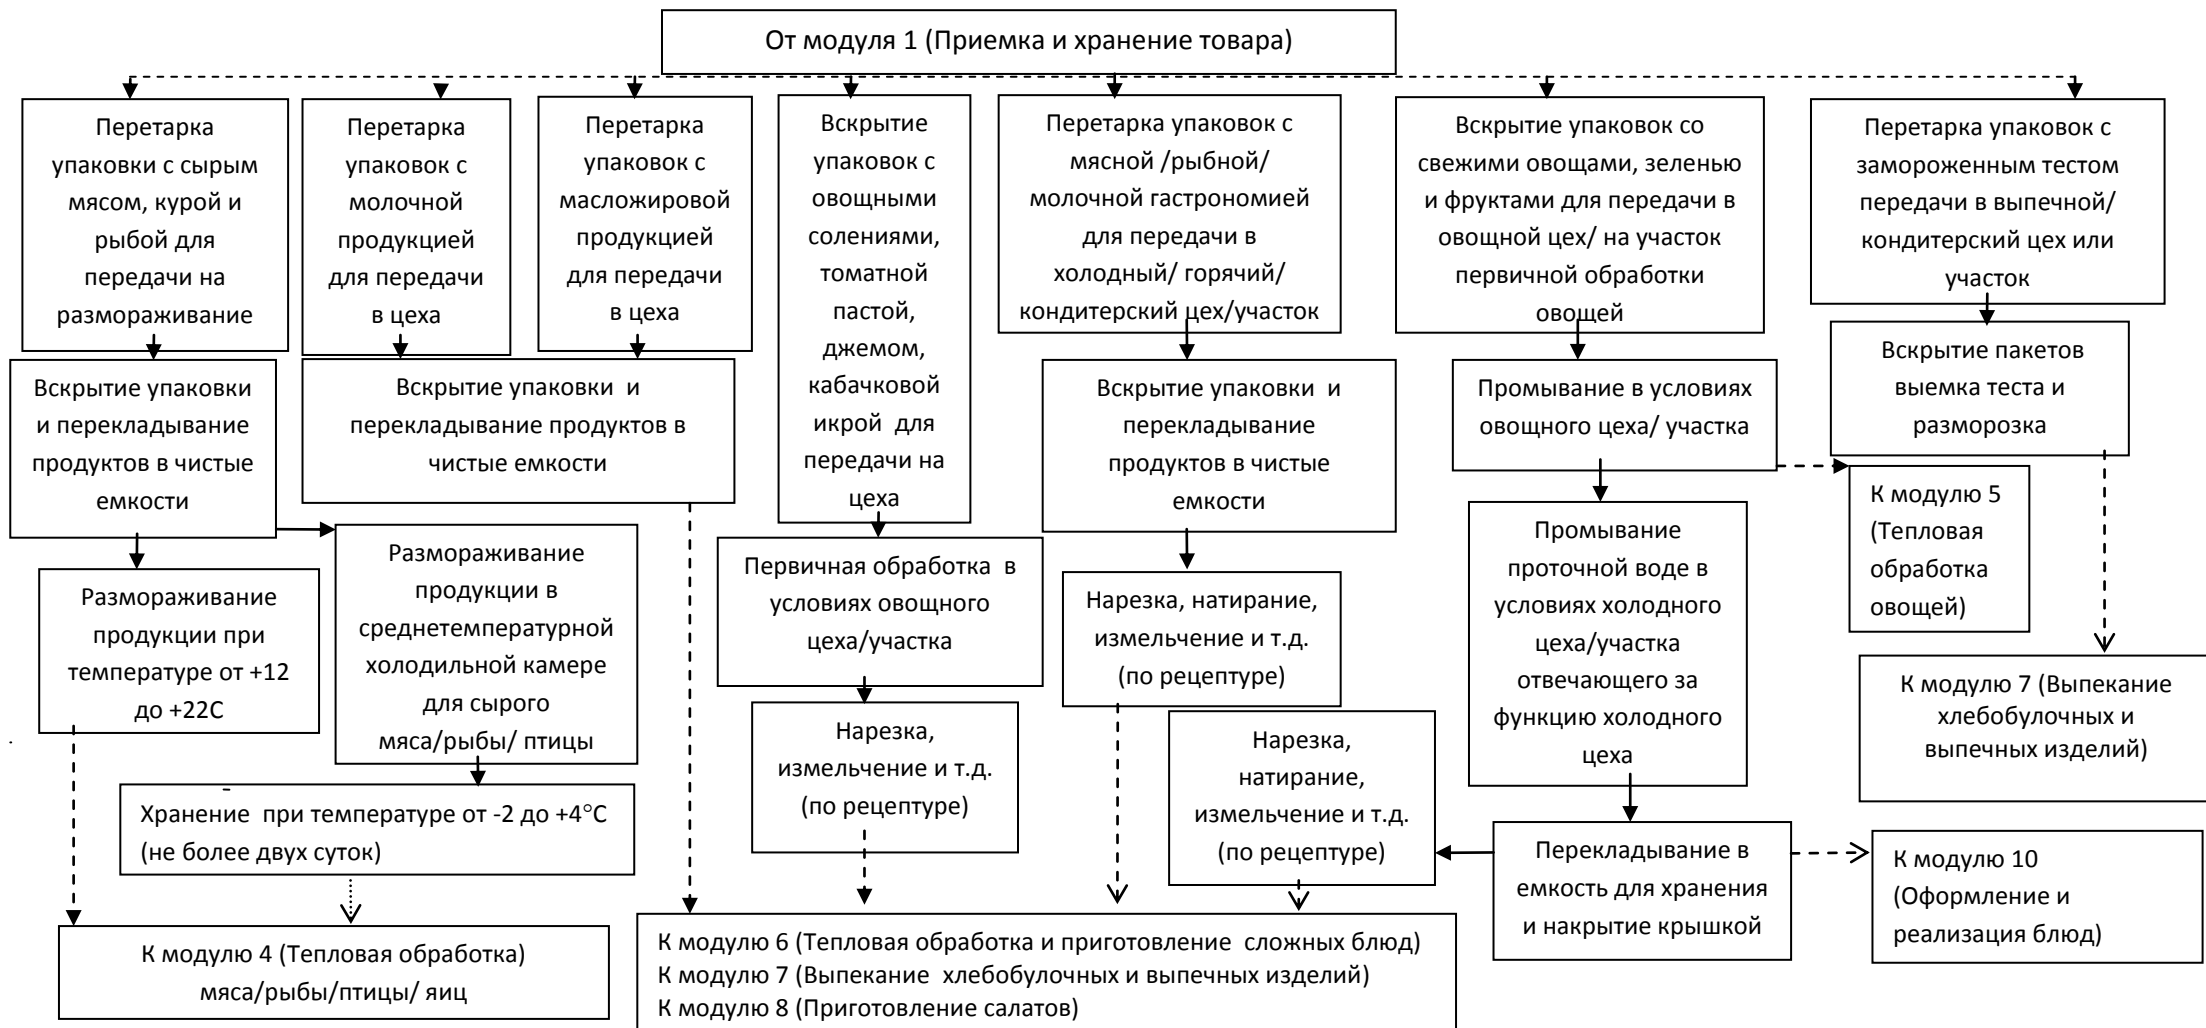 От модуля 1 (Приемка и хранение товара)
Перетарка
упаковки с сырым
мясом, курой и
рыбой для
передачи на
размораживание
Перетарка
упаковок с
молочной
продукцией
для передачи
в цеха
Перетарка
упаковок с
масложировой
продукцией
для передачи
в цеха
Вскрытие
упаковок с
овощными
солениями,
томатной
пастой,
джемом,
кабачковой
икрой для
передачи на
цеха
Перетарка упаковок с
мясной /рыбной/
молочной гастрономией
для передачи в
холодный/ горячий/
кондитерский цех/участок
Вскрытие упаковок со
свежими овощами, зеленью
и фруктами для передачи в
овощной цех/ на участок
первичной обработки
овощей
Перетарка упаковок с
замороженным тестом
передачи в выпечной/
кондитерский цех или
участок
Вскрытие упаковки
и перекладывание
продуктов в чистые
емкости
Вскрытие упаковки и
перекладывание продуктов в
чистые емкости
Вскрытие упаковки и
перекладывание
продуктов в чистые
емкости
Промывание в условиях
овощного цеха/ участка
Вскрытие пакетов
выемка теста и
разморозка
К модулю 5
(Тепловая
обработка
овощей)
Размораживание
продукции при
температуре от +12
до +22С
Размораживание
продукции в
среднетемпературной
холодильной камере
для сырого
мяса/рыбы/ птицы
Первичная обработка в
условиях овощного
цеха/участка
Нарезка, натирание,
измельчение и т.д.
(по рецептуре)
Промывание
проточной воде в
условиях холодного
цеха/участка
отвечающего за
функцию холодного
цеха
К модулю 7 (Выпекание
хлебобулочных и
выпечных изделий)
Нарезка,
измельчение и т.д.
(по рецептуре)
Нарезка,
натирание,
измельчение и т.д.
(по рецептуре)
Хранение при температуре от -2 до +4°С
(не более двух суток)
Перекладывание в
емкость для хранения
и накрытие крышкой
К модулю 10
(Оформление и
реализация блюд)
К модулю 4 (Тепловая обработка)
мяса/рыбы/птицы/ яиц
К модулю 6 (Тепловая обработка и приготовление сложных блюд)
К модулю 7 (Выпекание хлебобулочных и выпечных изделий)
К модулю 8 (Приготовление салатов)